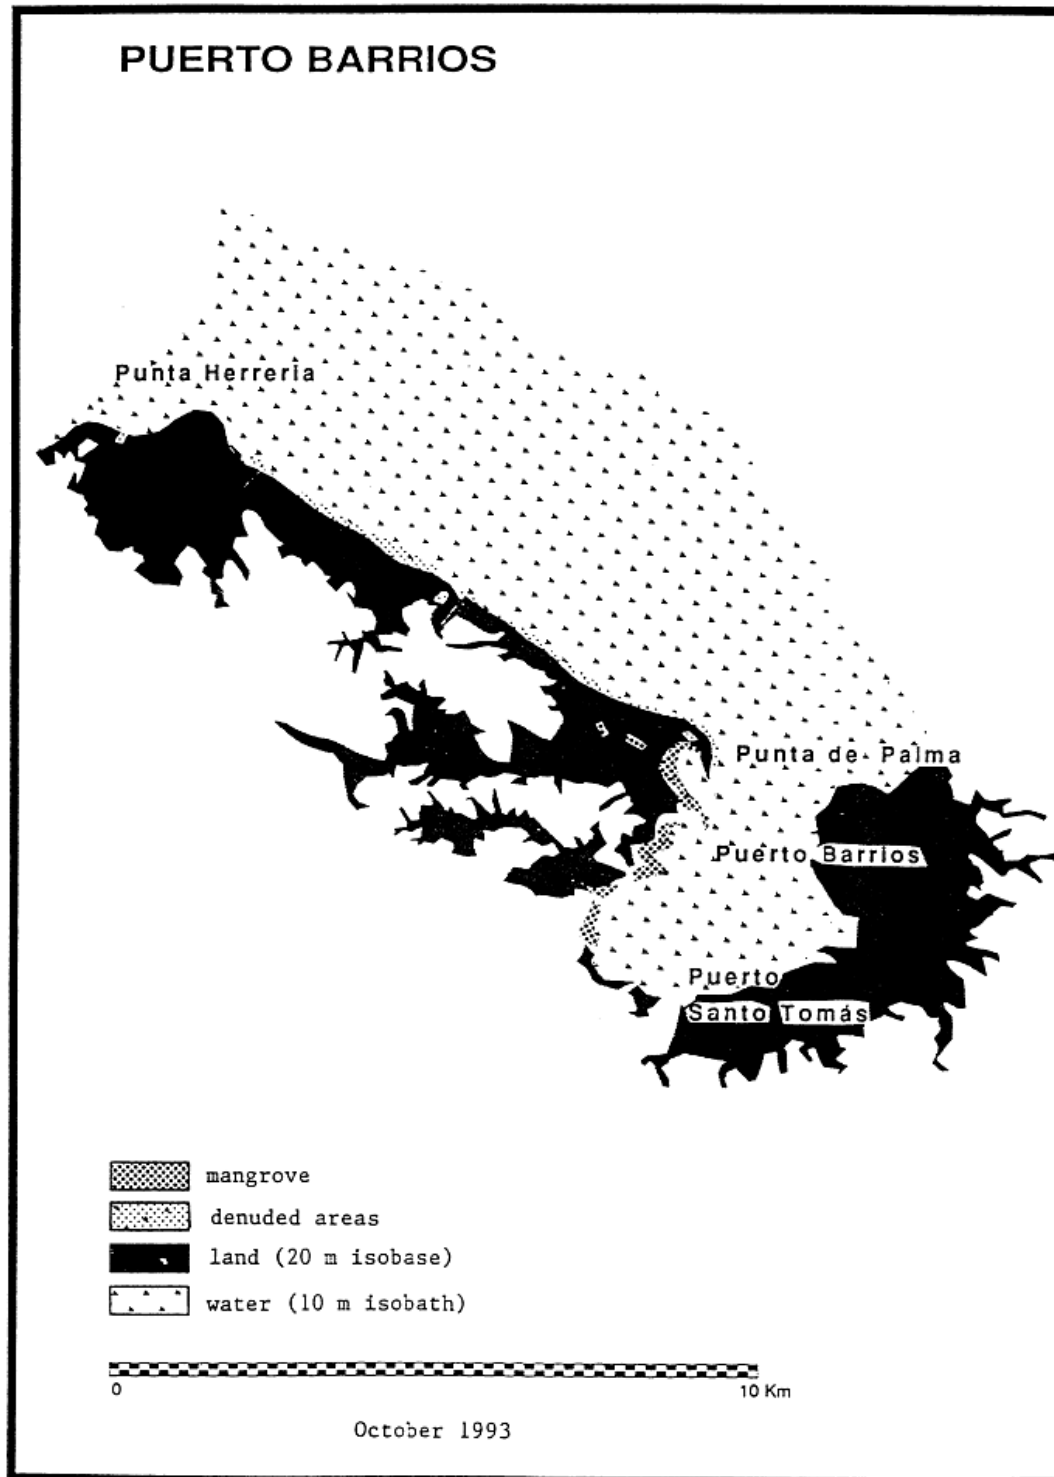 PUERTO BARRIOS
Punta Herreria
Punta de Palma
Puerto Barrios
Puerto
Santo Tomás
mangrove
denuded areas
land (20 m isobase)
water (10 m isobath)
0 10 Km
October 1993